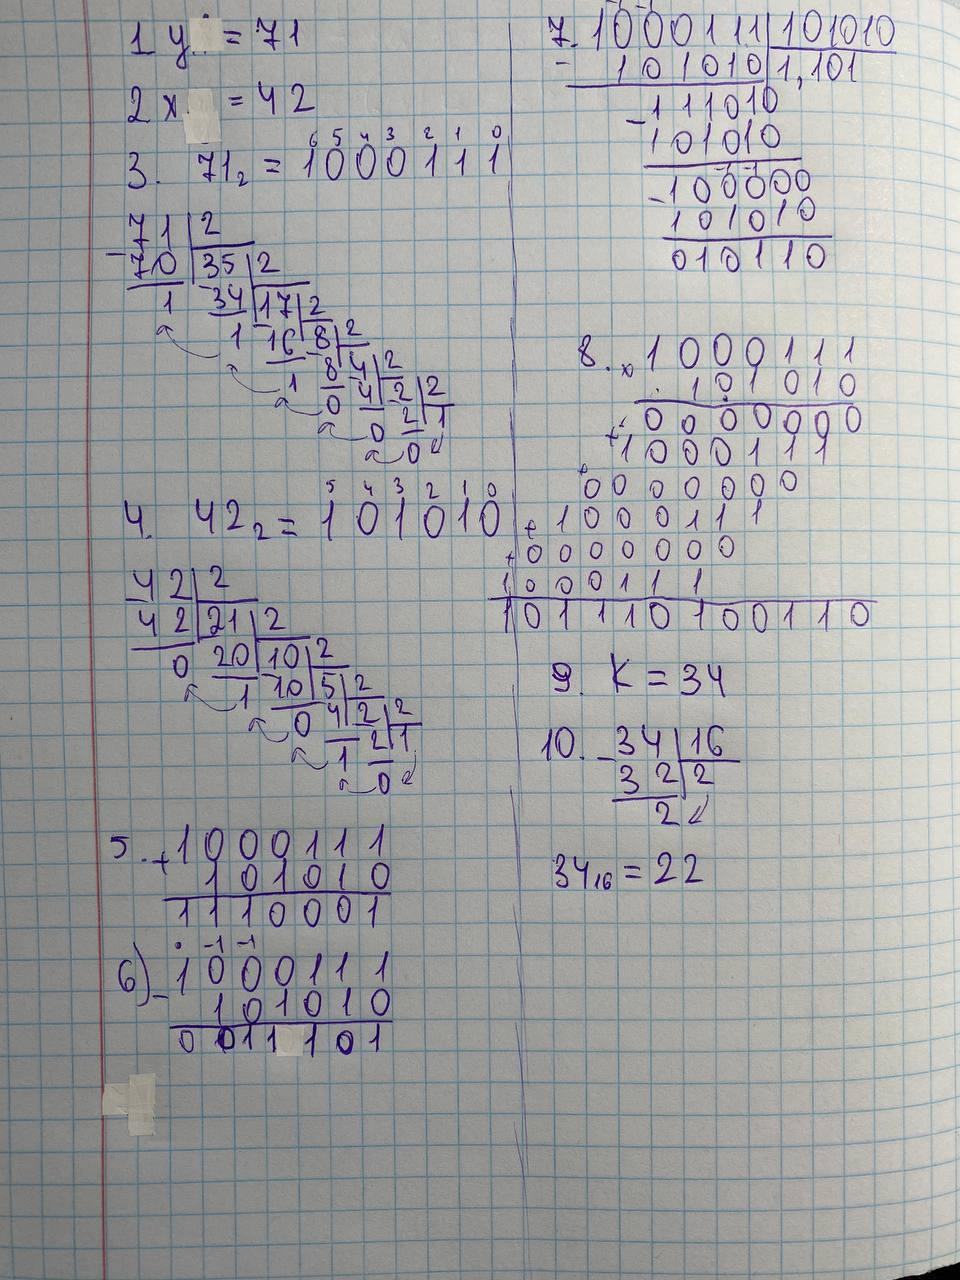 1 y = 71
2 x = 42
3. 71₂ = 1000111
6 5 4 3 2 1 0
71 | 2
- 70 | 35 | 2
1 34 | 17 | 2
1 16 | 8 | 2
1 8 | 4 | 2
0 4 | 2 | 2
0 2 | 1
0
5 4 3 2 1 0
4. 42₂ = 101010
42 | 2
42 | 21 | 2
0 20 | 10 | 2
1 10 | 5 | 2
0 4 | 2 | 2
1 2 | 1
0
5. + 1000111
101010
1110001
-1 -1
6) - 1000111
101010
0011101
7. 1000111 | 101010
- 101010 | 1,101
- 111010
101010
- 100000
101010
010110
8. x 1000111
101010
0000000
+ 1000111
0000000
+ 1000111
+ 0000000
1000111
101110100110
9. K = 34
10. - 34 | 16
32 | 2
2
34₁₆ = 22